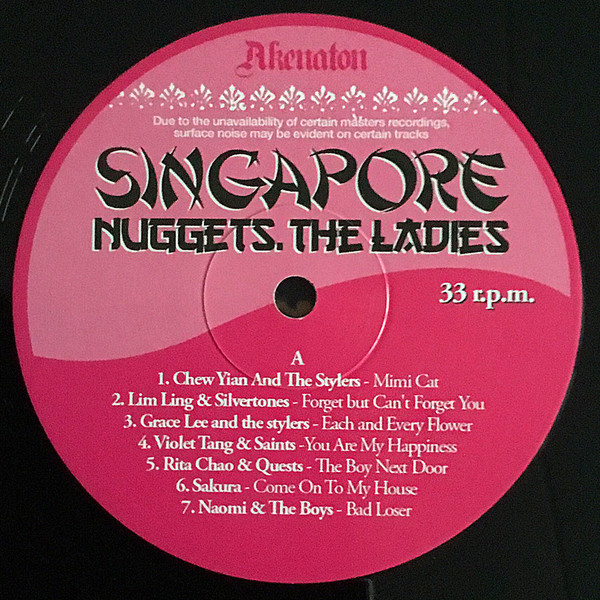 Akenaton
Due to the unavailability of certain masters recordings,
surface noise may be evident on certain tracks
SINGAPORE
NUGGETS. THE LADIES
33 r.p.m.
A
1. Chew Yian And The Stylers - Mimi Cat
2. Lim Ling & Silvertones - Forget but Can't Forget You
3. Grace Lee and the stylers - Each and Every Flower
4. Violet Tang & Saints -You Are My Happiness
5. Rita Chao & Quests - The Boy Next Door
6. Sakura - Come On To My House
7. Naomi & The Boys - Bad Loser